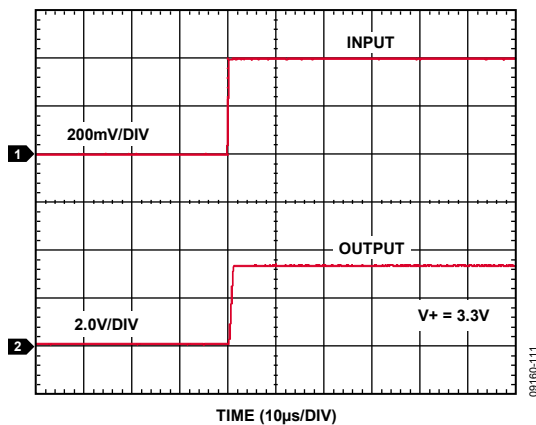 INPUT
200mV/DIV
1
OUTPUT
2.0V/DIV
V+ = 3.3V
2
TIME (10µs/DIV)
09160-111